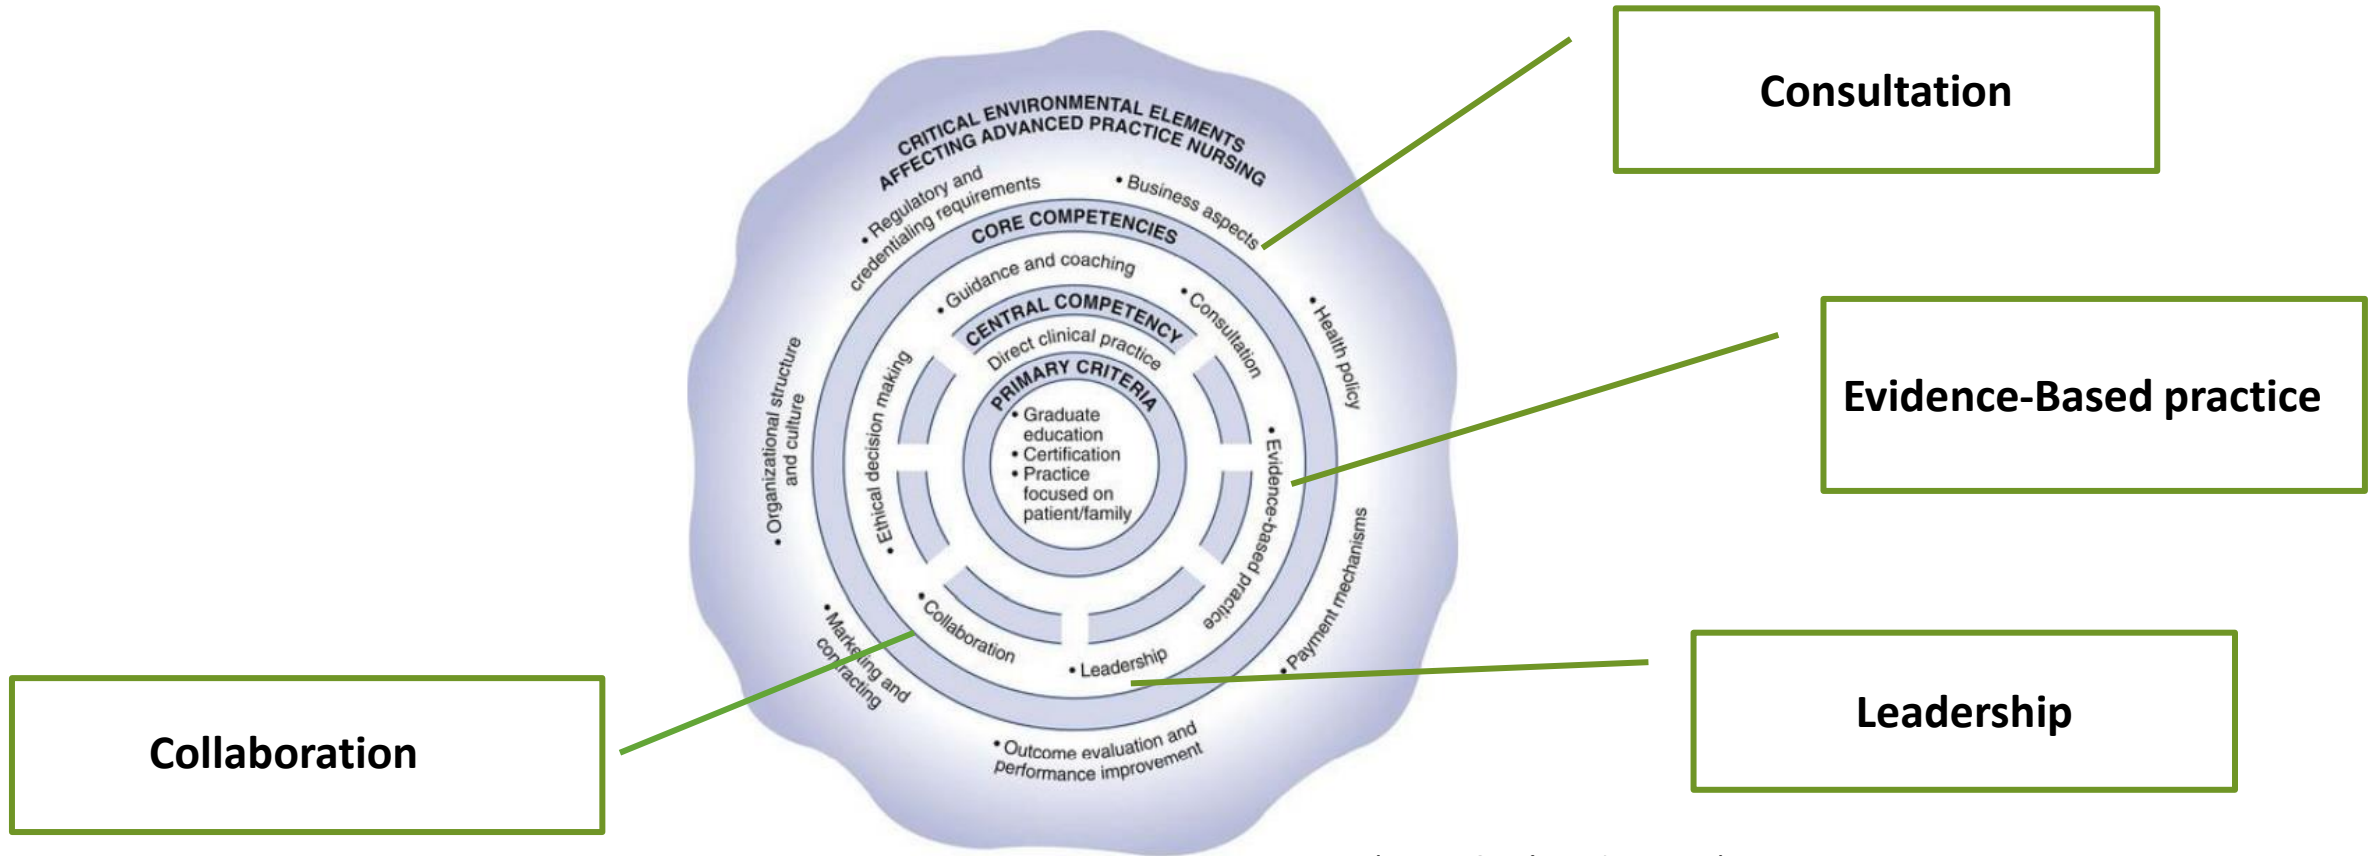 Consultation
CRITICAL ENVIRONMENTAL ELEMENTS
AFFECTING ADVANCED PRACTICE NURSING
• Regulatory and
credentialing requirements
• Business aspects
CORE COMPETENCIES
• Guidance and coaching
• Consultation
• Health policy
CENTRAL COMPETENCY
Direct clinical practice
PRIMARY CRITERIA
• Graduate
education
• Certification
• Practice
focused on
patient/family
• Organizational structure
and culture
• Ethical decision making
• Evidence-based practice
Evidence-Based practice
• Payment mechanisms
• Collaboration
• Leadership
• Marketing and
contracting
• Outcome evaluation and
performance improvement
Leadership
Collaboration